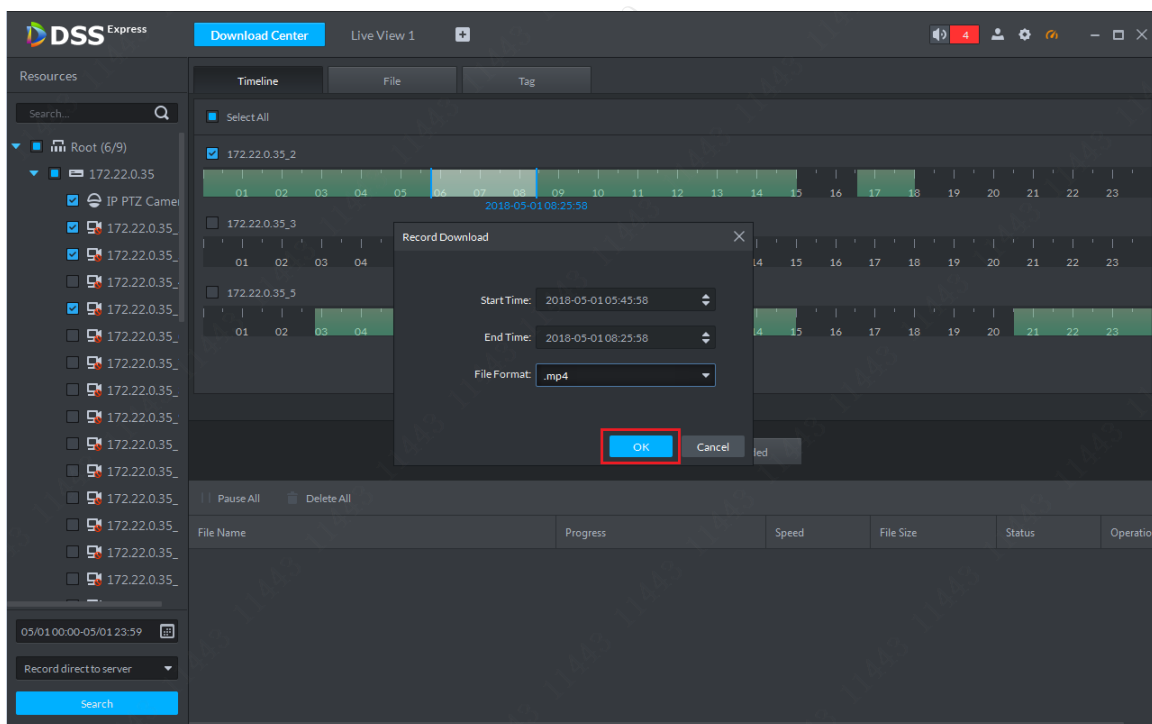 DSS Express
Download Center
Live View 1
4
Resources
Timeline
File
Tag
Search...
Select All
Root (6/9)
172.22.0.35
IP PTZ Camer
172.22.0.35_
172.22.0.35_
172.22.0.35_
172.22.0.35_
172.22.0.35_
172.22.0.35_
172.22.0.35_
172.22.0.35_
172.22.0.35_
172.22.0.35_
172.22.0.35_
172.22.0.35_
172.22.0.35_
172.22.0.35_
172.22.0.35_2
01 02 03 04 05 06 07 08 09 10 11 12 13 14 15 16 17 18 19 20 21 22 23
2018-05-01 08:25:58
172.22.0.35_3
01 02 03 04 14 15 16 17 18 19 20 21 22 23
172.22.0.35_5
01 02 03 04 14 15 16 17 18 19 20 21 22 23
Record Download
Start Time: 2018-05-01 05:45:58
End Time: 2018-05-01 08:25:58
File Format: .mp4
OK
Cancel
ded
Pause All
Delete All
File Name
Progress
Speed
File Size
Status
Operatio
05/01 00:00-05/01 23:59
Record direct to server
Search
11443 11443